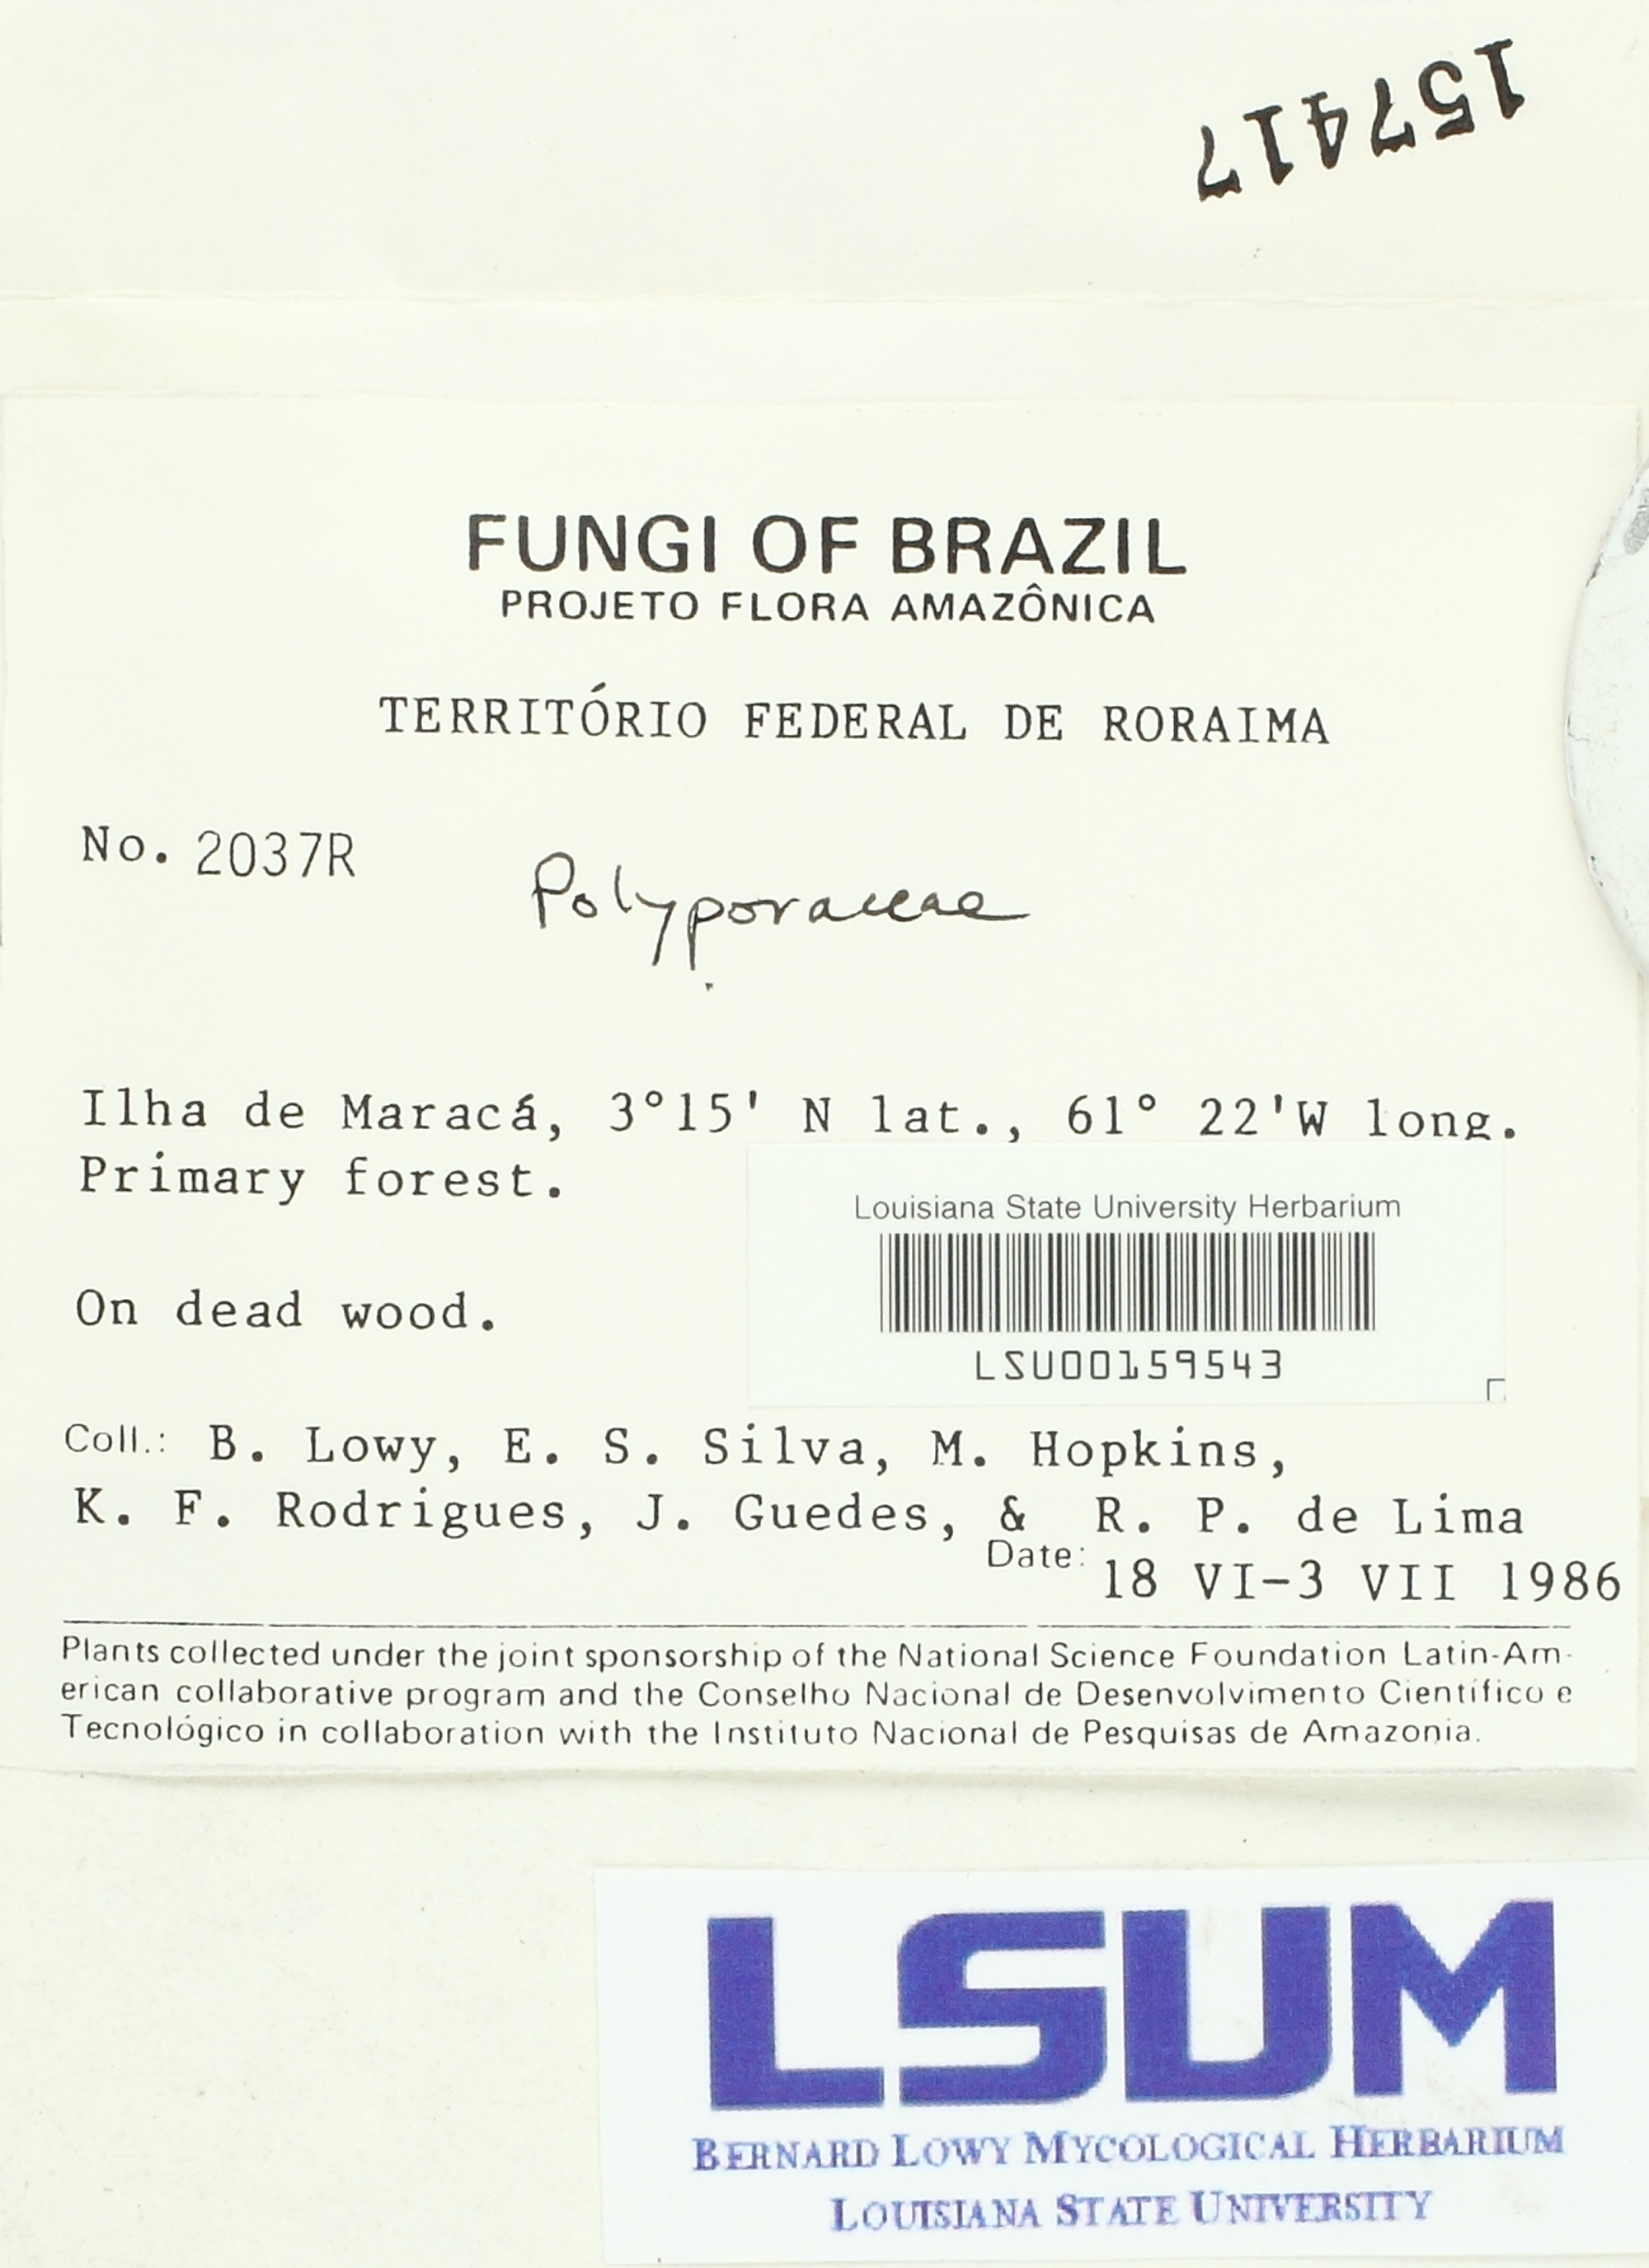 157417
FUNGI OF BRAZIL
PROJETO FLORA AMAZÔNICA
TERRITÓRIO FEDERAL DE RORAIMA
No. 2037R
Polyporaceae
Ilha de Maracá, 3°15' N lat., 61° 22'W long.
Primary forest.
Louisiana State University Herbarium
On dead wood.
LSU00159543
Coll.: B. Lowy, E. S. Silva, M. Hopkins,
K. F. Rodrigues, J. Guedes, & R. P. de Lima
Date: 18 VI-3 VII 1986
Plants collected under the joint sponsorship of the National Science Foundation Latin-Am-
erican collaborative program and the Conselho Nacional de Desenvolvimento Científico e
Tecnológico in collaboration with the Instituto Nacional de Pesquisas de Amazonia.
LSUM
BERNARD LOWY MYCOLOGICAL HERBARIUM
LOUISIANA STATE UNIVERSITY